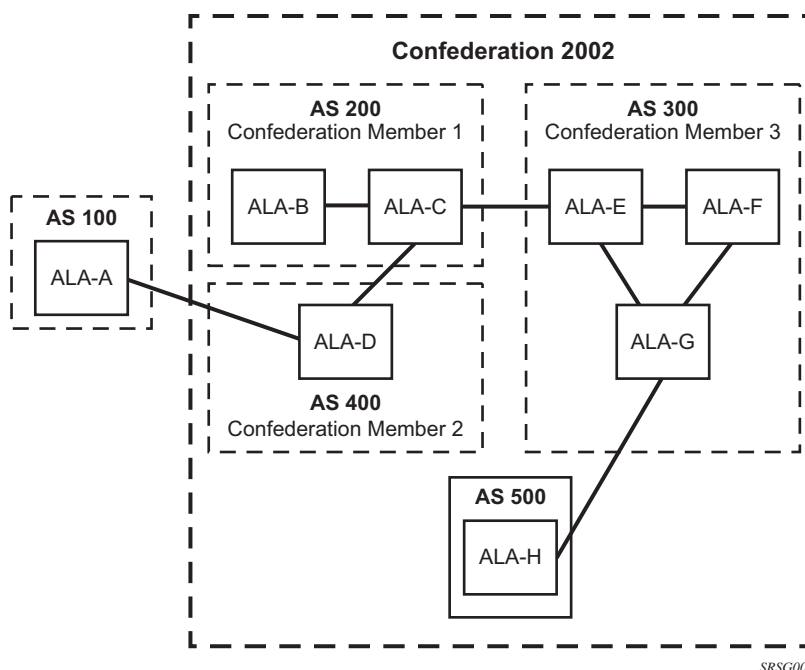 Confederation 2002
AS 200
Confederation Member 1
AS 300
Confederation Member 3
ALA-B
ALA-C
ALA-E
ALA-F
AS 100
ALA-A
ALA-D
ALA-G
AS 400
Confederation Member 2
AS 500
ALA-H